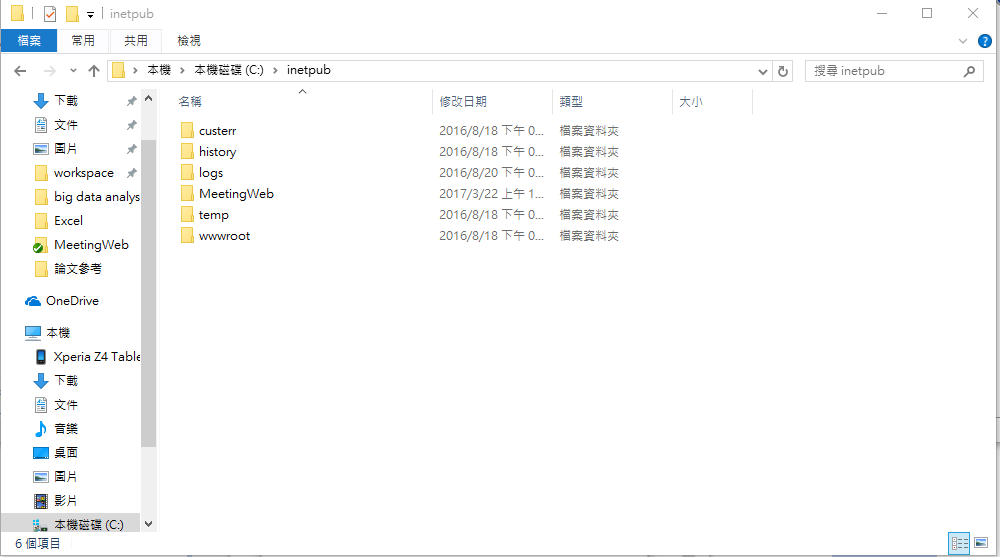 inetpub
檔案 常用 共用 檢視
本機 本機磁碟 (C:) inetpub
搜尋 inetpub
下載
文件
圖片
workspace
big data analys
Excel
MeetingWeb
論文參考
OneDrive
本機
Xperia Z4 Table
下載
文件
音樂
桌面
圖片
影片
本機磁碟 (C:)
名稱 修改日期 類型 大小
custerr 2016/8/18 下午 0... 檔案資料夾
history 2016/8/18 下午 0... 檔案資料夾
logs 2016/8/20 下午 0... 檔案資料夾
MeetingWeb 2017/3/22 上午 1... 檔案資料夾
temp 2016/8/18 下午 0... 檔案資料夾
wwwroot 2016/8/18 下午 0... 檔案資料夾
6 個項目